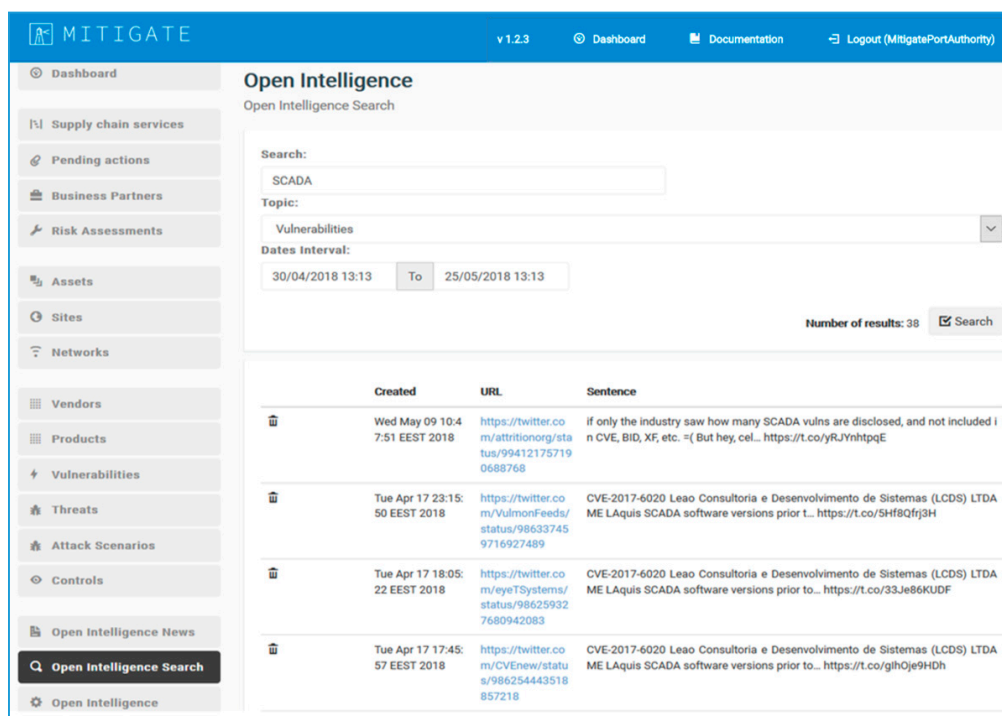 MITIGATE
v 1.2.3
Dashboard
Documentation
Logout (MitigatePortAuthority)
Dashboard
Supply chain services
Pending actions
Business Partners
Risk Assessments
Assets
Sites
Networks
Vendors
Products
Vulnerabilities
Threats
Attack Scenarios
Controls
Open Intelligence News
Open Intelligence Search
Open Intelligence
Open Intelligence
Open Intelligence Search
Search:
SCADA
Topic:
Vulnerabilities
Dates Interval:
30/04/2018 13:13 To 25/05/2018 13:13
Number of results: 38
Search
Created URL Sentence
Wed May 09 10:4
7:51 EEST 2018
https://twitter.co
m/attritionorg/sta
tus/99412175719
0688768
if only the industry saw how many SCADA vulns are disclosed, and not included i
n CVE, BID, XF, etc. =( But hey, cel... https://t.co/yRJYnhtpqE
Tue Apr 17 23:15:
50 EEST 2018
https://twitter.co
m/VulmonFeeds/
status/98633745
9716927489
CVE-2017-6020 Leao Consultoria e Desenvolvimento de Sistemas (LCDS) LTDA
ME LAquis SCADA software versions prior t... https://t.co/5Hf8Qfrj3H
Tue Apr 17 18:05:
22 EEST 2018
https://twitter.co
m/eyeTSystems/
status/98625932
7680942083
CVE-2017-6020 Leao Consultoria e Desenvolvimento de Sistemas (LCDS) LTDA
ME LAquis SCADA software versions prior to... https://t.co/33Je86KUDF
Tue Apr 17 17:45:
57 EEST 2018
https://twitter.co
m/CVEnew/statu
s/986254443518
857218
CVE-2017-6020 Leao Consultoria e Desenvolvimento de Sistemas (LCDS) LTDA
ME LAquis SCADA software versions prior to... https://t.co/glhOje9HDh